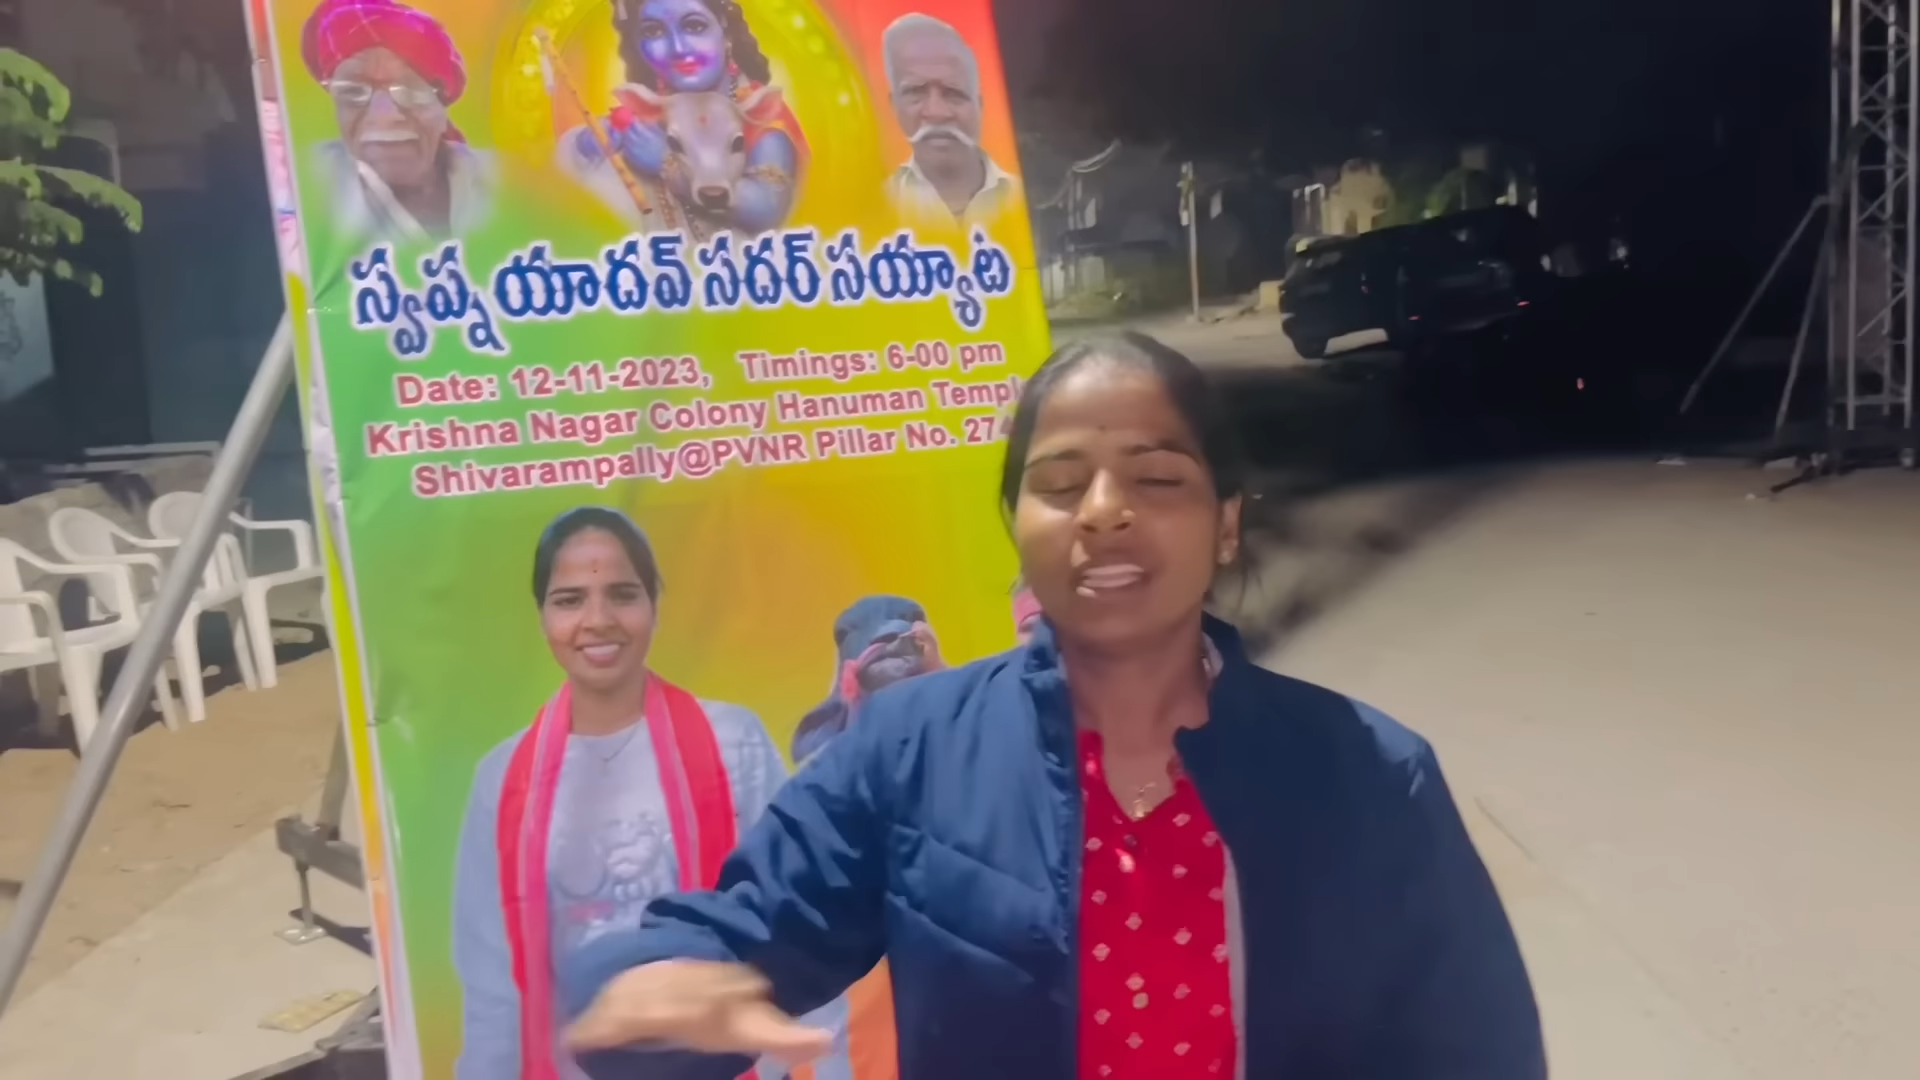 స్వప్న యాదవ్ సదర్ సయ్యాట
Date: 12-11-2023, Timings: 6-00 pm
Krishna Nagar Colony Hanuman Templ
Shivarampally@PVNR Pillar No. 274